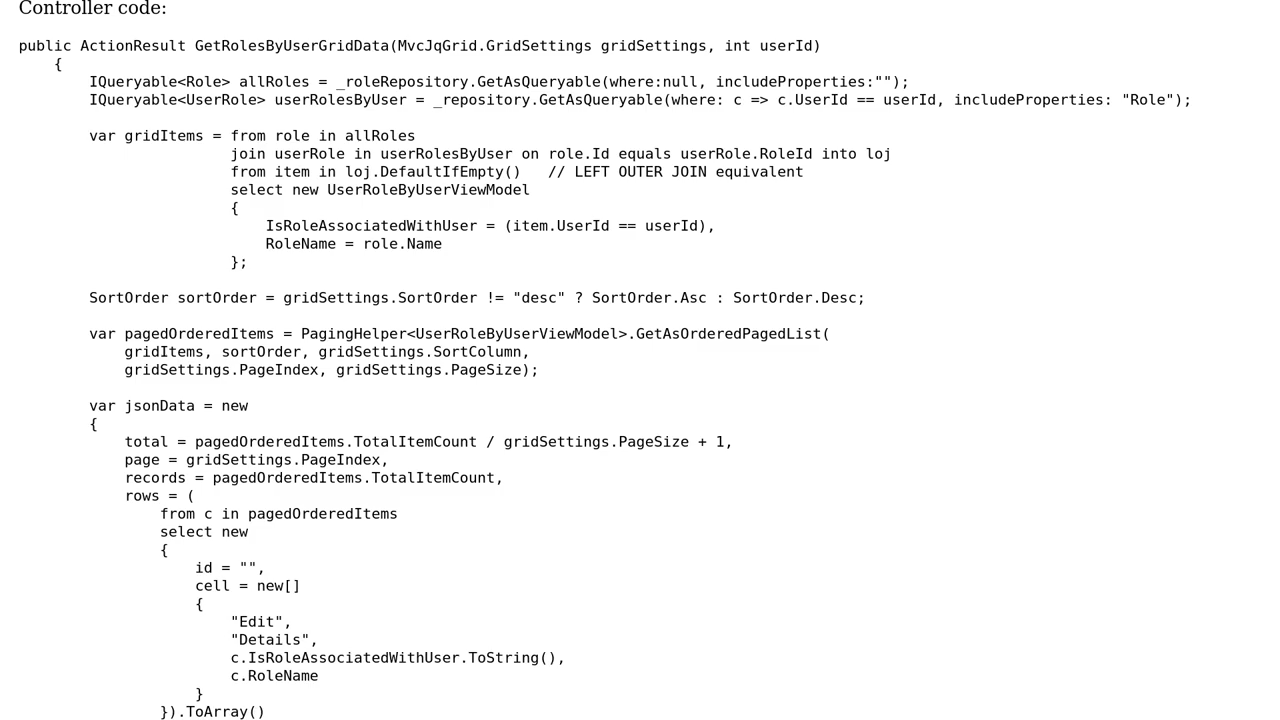 Controller code:
public ActionResult GetRolesByUserGridData(MvcJqGrid.GridSettings gridSettings, int userId)
    {
        IQueryable<Role> allRoles = _roleRepository.GetAsQueryable(where:null, includeProperties:"");
        IQueryable<UserRole> userRolesByUser = _repository.GetAsQueryable(where: c => c.UserId == userId, includeProperties: "Role");

        var gridItems = from role in allRoles
                        join userRole in userRolesByUser on role.Id equals userRole.RoleId into loj
                        from item in loj.DefaultIfEmpty()   // LEFT OUTER JOIN equivalent
                        select new UserRoleByUserViewModel
                        {
                            IsRoleAssociatedWithUser = (item.UserId == userId),
                            RoleName = role.Name
                        };

        SortOrder sortOrder = gridSettings.SortOrder != "desc" ? SortOrder.Asc : SortOrder.Desc;

        var pagedOrderedItems = PagingHelper<UserRoleByUserViewModel>.GetAsOrderedPagedList(
            gridItems, sortOrder, gridSettings.SortColumn,
            gridSettings.PageIndex, gridSettings.PageSize);

        var jsonData = new
        {
            total = pagedOrderedItems.TotalItemCount / gridSettings.PageSize + 1,
            page = gridSettings.PageIndex,
            records = pagedOrderedItems.TotalItemCount,
            rows = (
                from c in pagedOrderedItems
                select new
                {
                    id = "",
                    cell = new[]
                    {
                        "Edit",
                        "Details",
                        c.IsRoleAssociatedWithUser.ToString(),
                        c.RoleName
                    }
                }).ToArray()